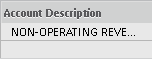 Account Description
NON-OPERATING REVE...